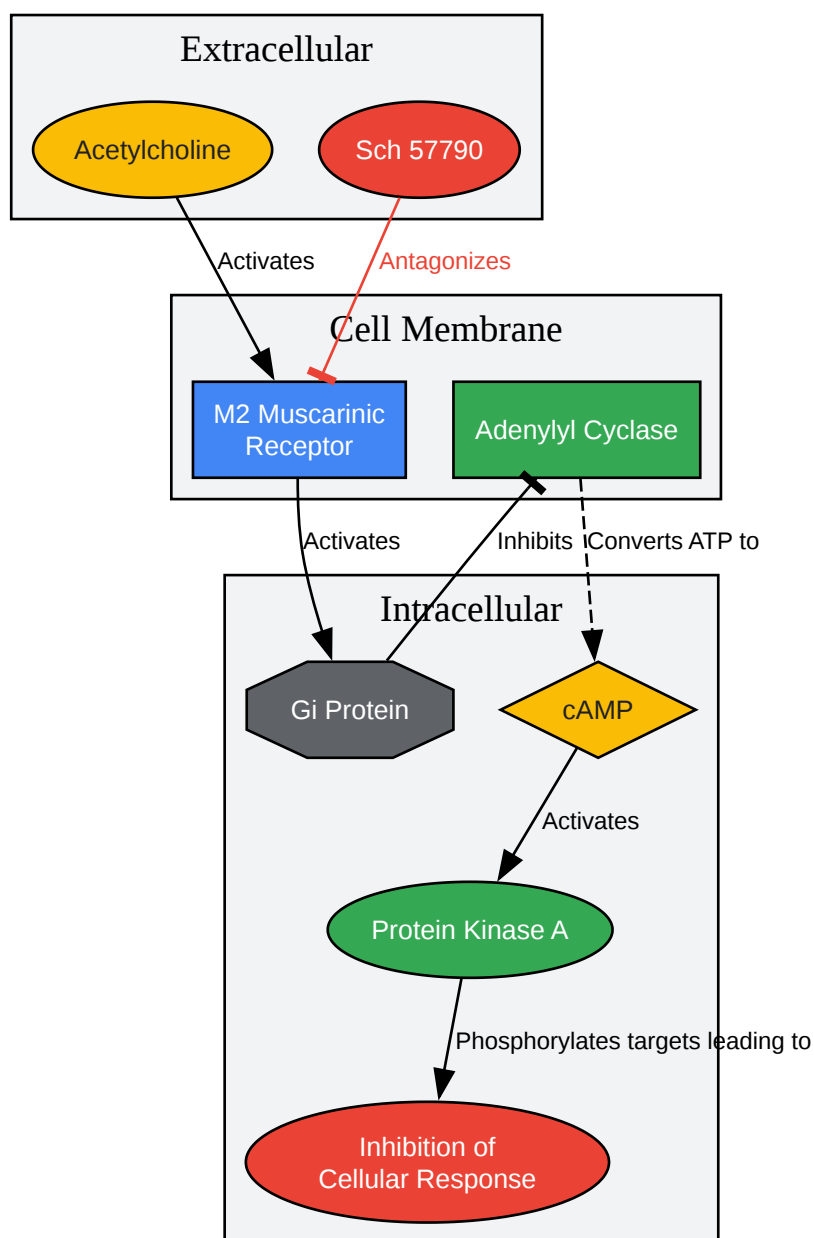 Extracellular
Acetylcholine
Sch 57790
Activates
Antagonizes
Cell Membrane
M2 Muscarinic
Receptor
Adenylyl Cyclase
Activates
Inhibits
Converts ATP to
Intracellular
Gi Protein
cAMP
Activates
Protein Kinase A
Phosphorylates targets leading to
Inhibition of
Cellular Response